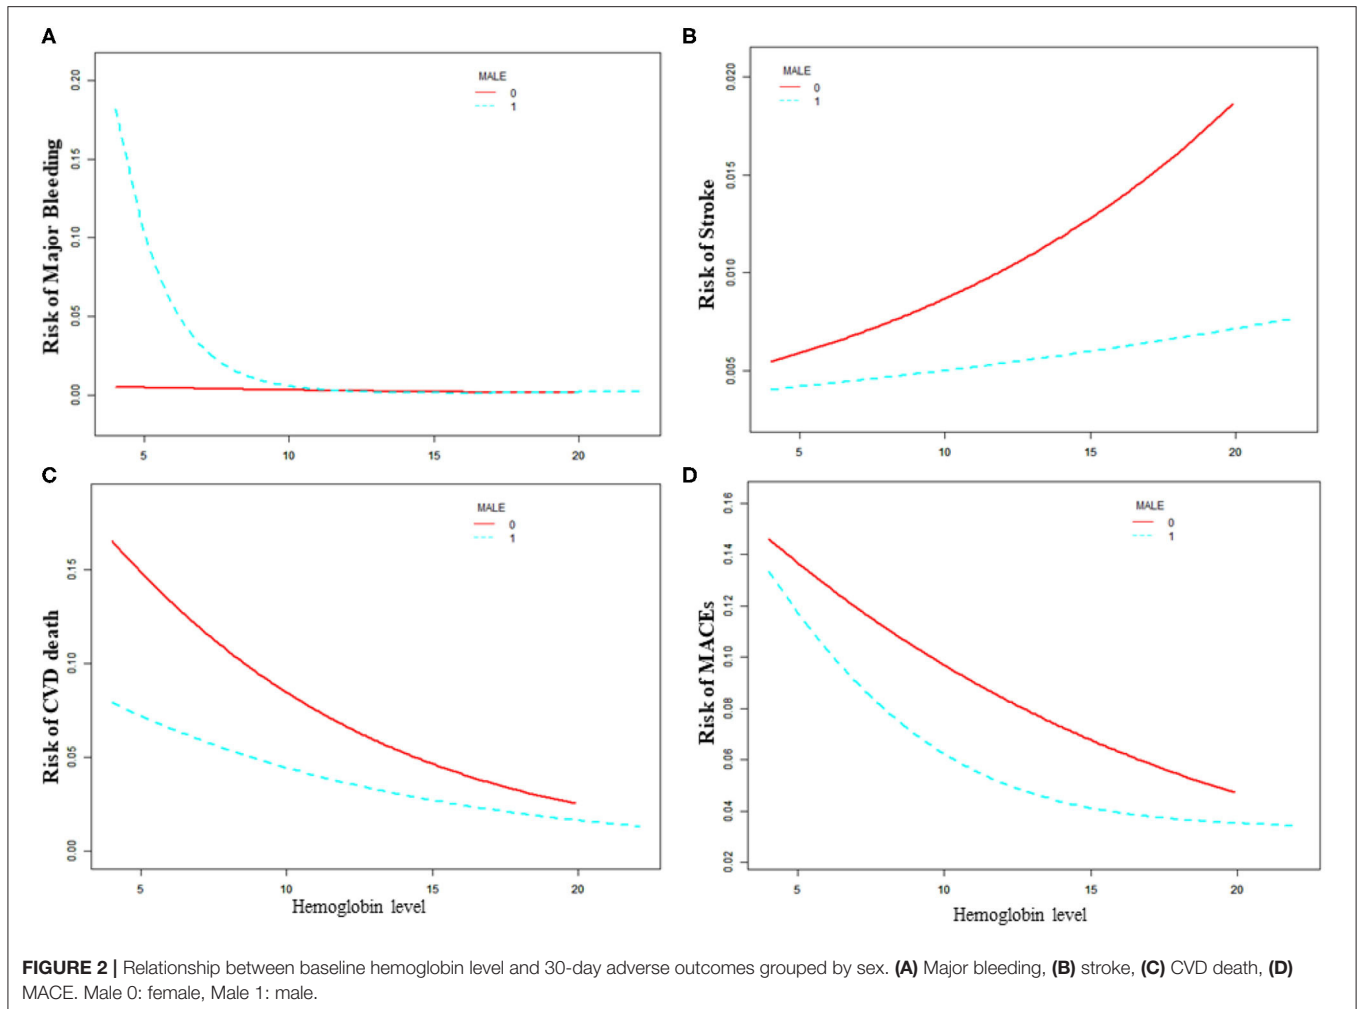 A
MALE
0
1
Risk of Major Bleeding
0.20
0.15
0.10
0.05
0.00
5
10
15
20
B
MALE
0
1
Risk of Stroke
0.020
0.015
0.010
0.005
5
10
15
20
C
MALE
0
1
Risk of CVD death
0.15
0.10
0.05
0.00
5
10
15
20
Hemoglobin level
D
MALE
0
1
Risk of MACEs
0.16
0.14
0.12
0.10
0.08
0.06
0.04
0.02
5
10
15
20
Hemoglobin level
FIGURE 2 | Relationship between baseline hemoglobin level and 30-day adverse outcomes grouped by sex. (A) Major bleeding, (B) stroke, (C) CVD death, (D)
MACE. Male 0: female, Male 1: male.